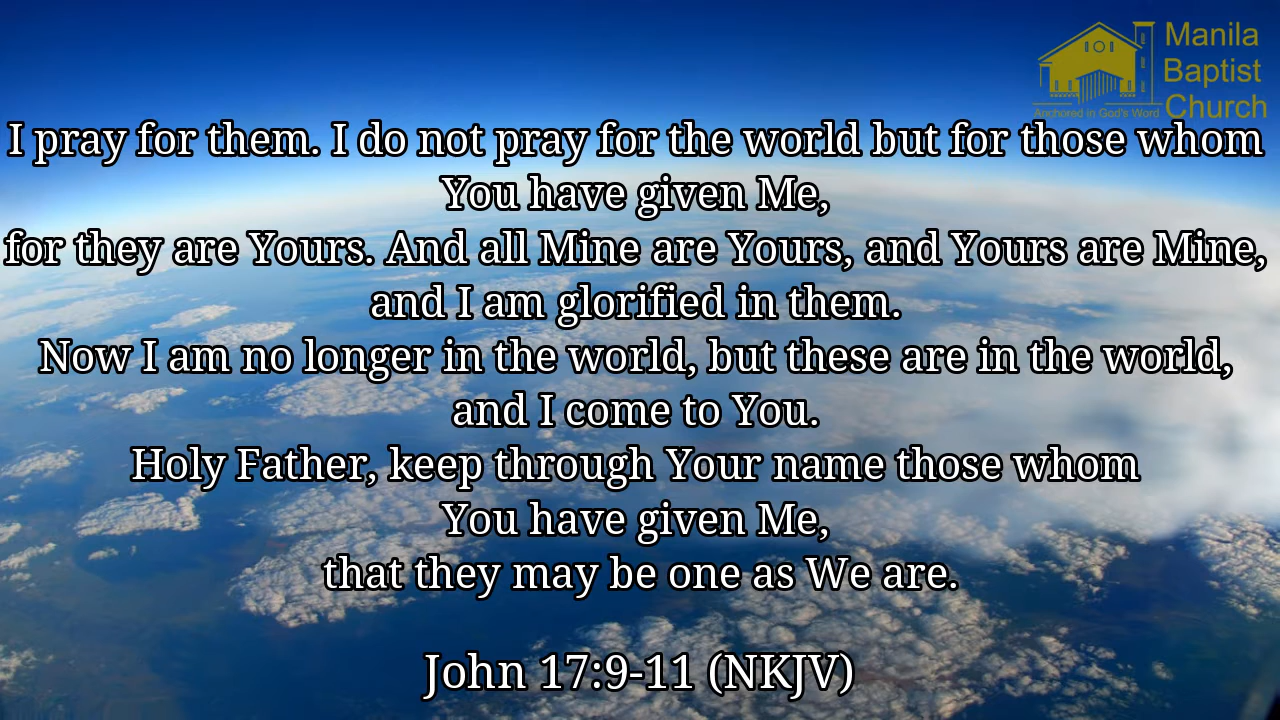 Manila
Baptist
Church
Anchored in God's Word
I pray for them. I do not pray for the world but for those whom
You have given Me,
for they are Yours. And all Mine are Yours, and Yours are Mine,
and I am glorified in them.
Now I am no longer in the world, but these are in the world,
and I come to You.
Holy Father, keep through Your name those whom
You have given Me,
that they may be one as We are.
John 17:9-11 (NKJV)